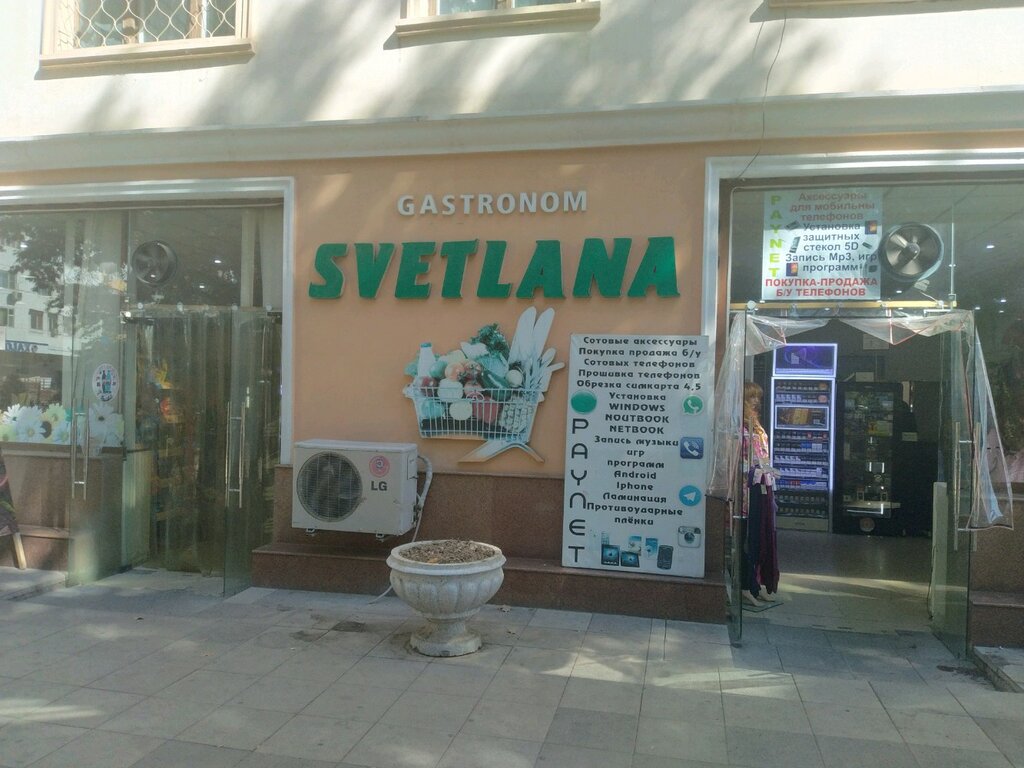 GASTRONOM
SVETLANA
LG
Сотовые аксессуары
Покупка продажа б/у
Сотовых телефонов
Прошивка телефонов
Обрезка симкарта 4,5
Установка
WINDOWS
NOUTBOOK
NETBOOK
Запись музыки
игр
программ
Android
Iphone
Ламинация
Противоударные
плёнки
PAYNET
PAYNET
Аксессуары
для мобильны
телефонов
Установка
защитных
стекол 5D
Запись Mp3, игр
программ
ПОКУПКА-ПРОДАЖА
Б/У ТЕЛЕФОНОВ